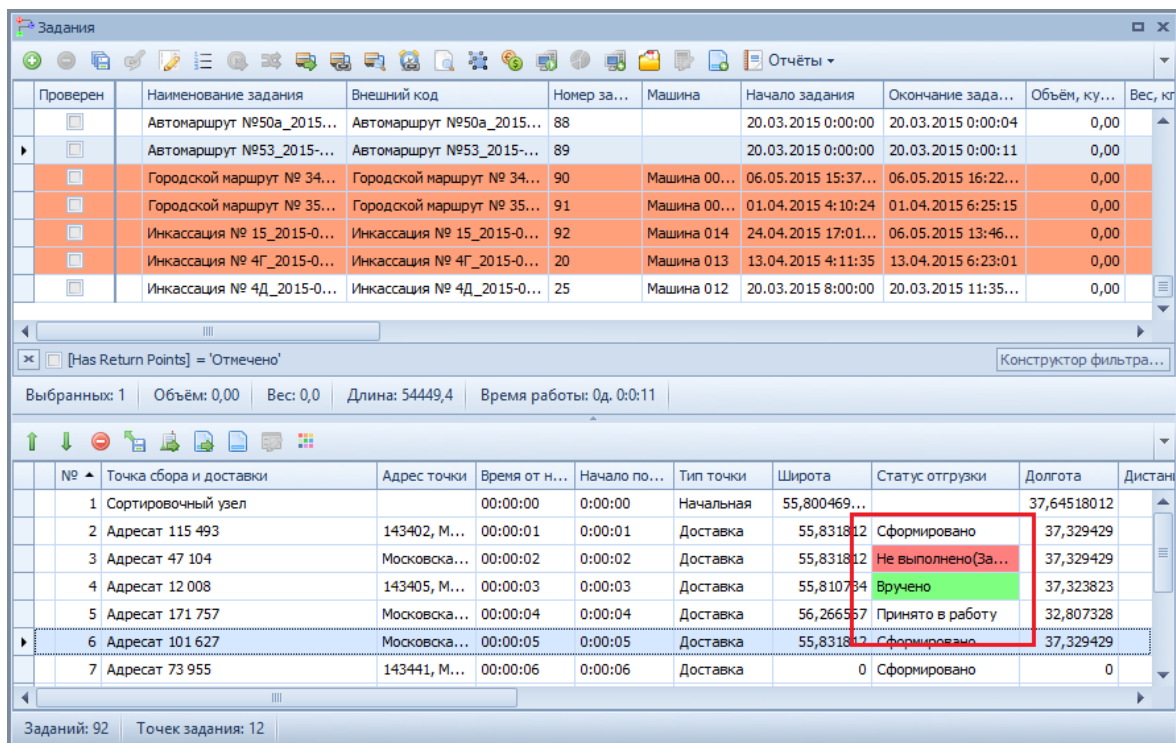 Задания
Отчёты
Проверен Наименование задания Внешний код Номер за... Машина Начало задания Окончание зада... Объём, ку... Вес, кг
Автомаршрут №50а_2015... Автомаршрут №50а_2015... 88 20.03.2015 0:00:00 20.03.2015 0:00:04 0,00
Автомаршрут №53_2015-... Автомаршрут №53_2015-... 89 20.03.2015 0:00:00 20.03.2015 0:00:11 0,00
Городской маршрут № 34... Городской маршрут № 34... 90 Машина 00... 06.05.2015 15:37... 06.05.2015 16:22... 0,00
Городской маршрут № 35... Городской маршрут № 35... 91 Машина 00... 01.04.2015 4:10:24 01.04.2015 6:25:15 0,00
Инкассация № 15_2015-0... Инкассация № 15_2015-0... 92 Машина 014 24.04.2015 17:01... 06.05.2015 13:46... 0,00
Инкассация № 4Г_2015-0... Инкассация № 4Г_2015-0... 20 Машина 013 13.04.2015 4:11:35 13.04.2015 6:23:01 0,00
Инкассация № 4Д_2015-0... Инкассация № 4Д_2015-0... 25 Машина 012 20.03.2015 8:00:00 20.03.2015 11:35... 0,00
[Has Return Points] = 'Отмечено' Конструктор фильтра...
Выбранных: 1 Объём: 0,00 Вес: 0,0 Длина: 54449,4 Время работы: 0д. 0:0:11
№ Точка сбора и доставки Адрес точки Время от н... Начало по... Тип точки Широта Статус отгрузки Долгота Дистан
1 Сортировочный узел 00:00:00 0:00:00 Начальная 55,800469... 37,64518012
2 Адресат 115 493 143402, М... 00:00:01 0:00:01 Доставка 55,831812 Сформировано 37,329429
3 Адресат 47 104 Московска... 00:00:02 0:00:02 Доставка 55,831812 Не выполнено(За... 37,329429
4 Адресат 12 008 143405, М... 00:00:03 0:00:03 Доставка 55,810734 Вручено 37,323823
5 Адресат 171 757 Московска... 00:00:04 0:00:04 Доставка 56,266557 Принято в работу 32,807328
6 Адресат 101 627 Московска... 00:00:05 0:00:05 Доставка 55,831812 Сформировано 37,329429
7 Адресат 73 955 143441, М... 00:00:06 0:00:06 Доставка 0 Сформировано 0
Заданий: 92 Точек задания: 12